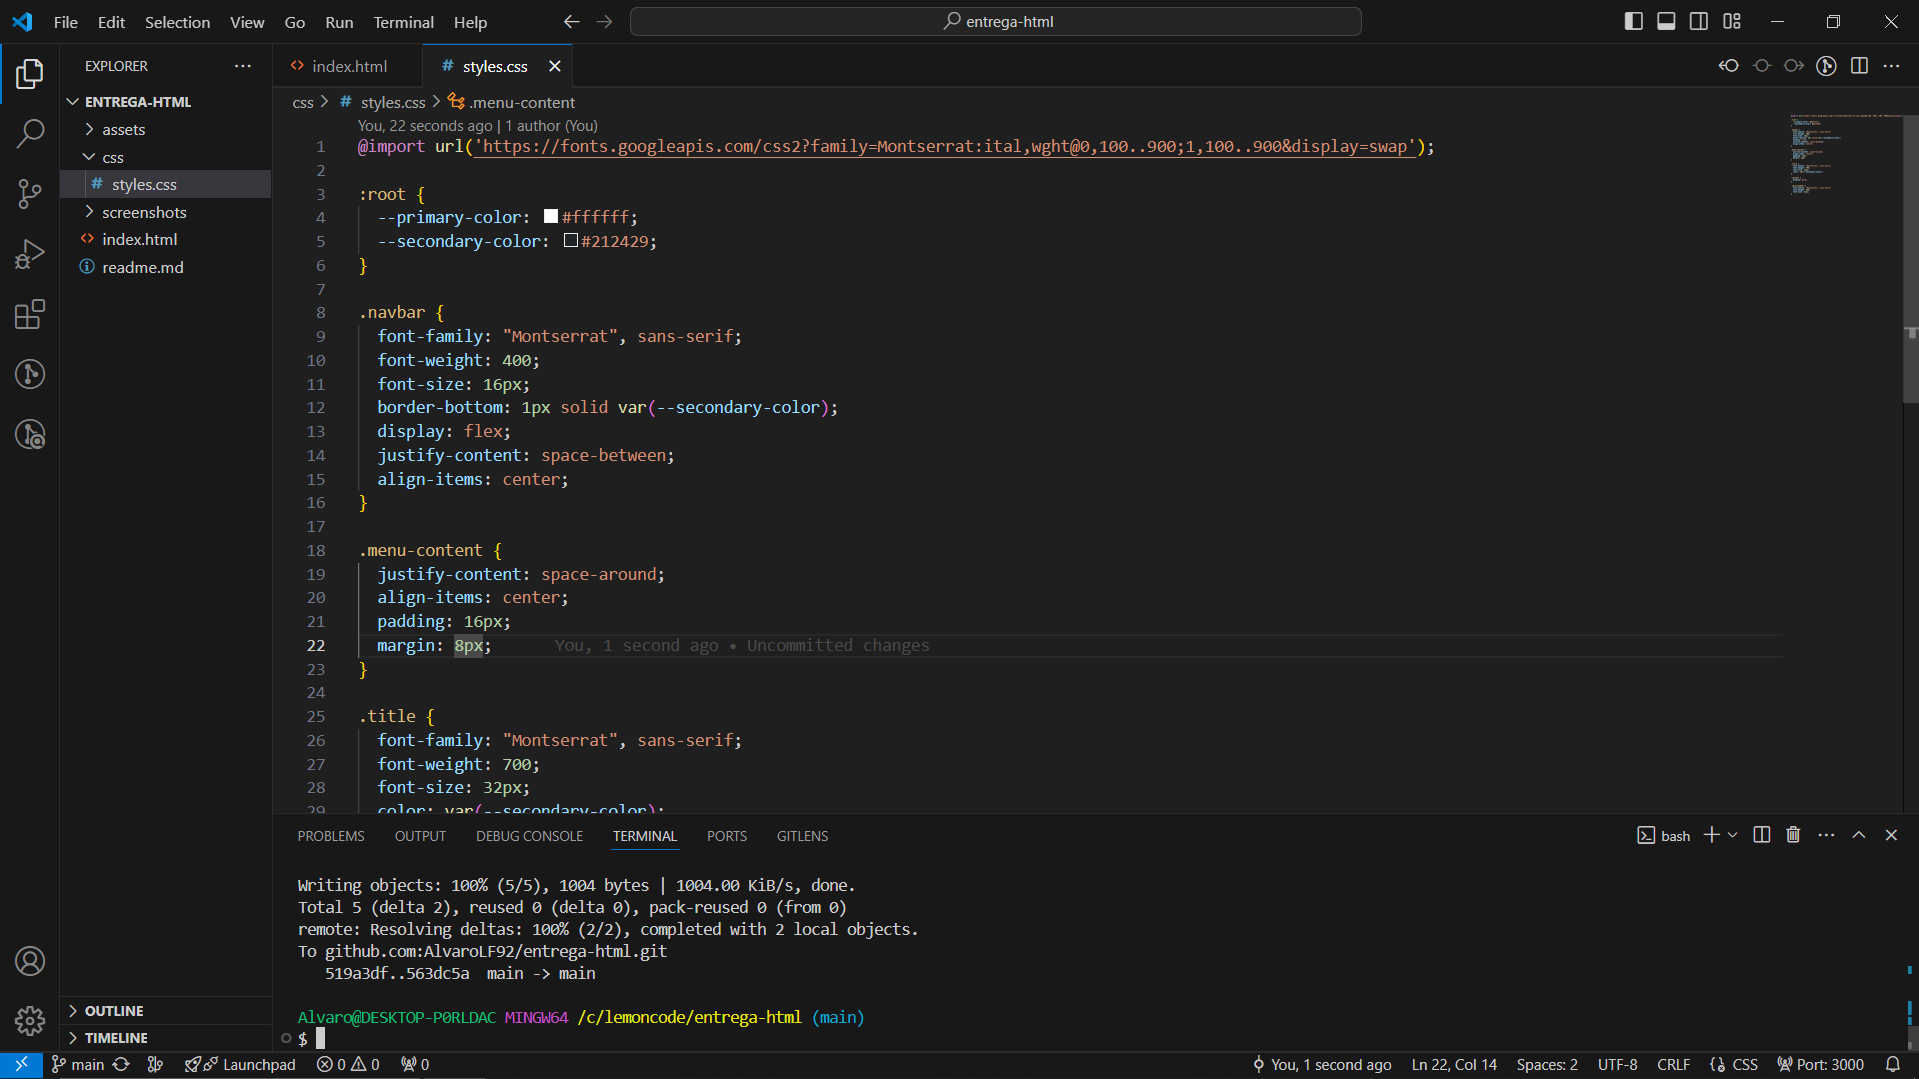 File Edit Selection View Go Run Terminal Help
entrega-html
EXPLORER
index.html
# styles.css
ENTREGA-HTML
assets
css
# styles.css
screenshots
index.html
readme.md
OUTLINE
TIMELINE
css > # styles.css > .menu-content
You, 22 seconds ago | 1 author (You)
1 @import url('https://fonts.googleapis.com/css2?family=Montserrat:ital,wght@0,100..900;1,100..900&display=swap');
2
3 :root {
4 --primary-color: #ffffff;
5 --secondary-color: #212429;
6 }
7
8 .navbar {
9 font-family: "Montserrat", sans-serif;
10 font-weight: 400;
11 font-size: 16px;
12 border-bottom: 1px solid var(--secondary-color);
13 display: flex;
14 justify-content: space-between;
15 align-items: center;
16 }
17
18 .menu-content {
19 justify-content: space-around;
20 align-items: center;
21 padding: 16px;
22 margin: 8px; You, 1 second ago • Uncommitted changes
23 }
24
25 .title {
26 font-family: "Montserrat", sans-serif;
27 font-weight: 700;
28 font-size: 32px;
29 color: var(--secondary-color);
PROBLEMS OUTPUT DEBUG CONSOLE TERMINAL PORTS GITLENS
bash
Writing objects: 100% (5/5), 1004 bytes | 1004.00 KiB/s, done.
Total 5 (delta 2), reused 0 (delta 0), pack-reused 0 (from 0)
remote: Resolving deltas: 100% (2/2), completed with 2 local objects.
To github.com:AlvaroLF92/entrega-html.git
519a3df..563dc5a main -> main
Alvaro@DESKTOP-P0RLDAC MINGW64 /c/lemoncode/entrega-html (main)
$
main Launchpad 0 0 0 You, 1 second ago Ln 22, Col 14 Spaces: 2 UTF-8 CRLF {} CSS Port: 3000